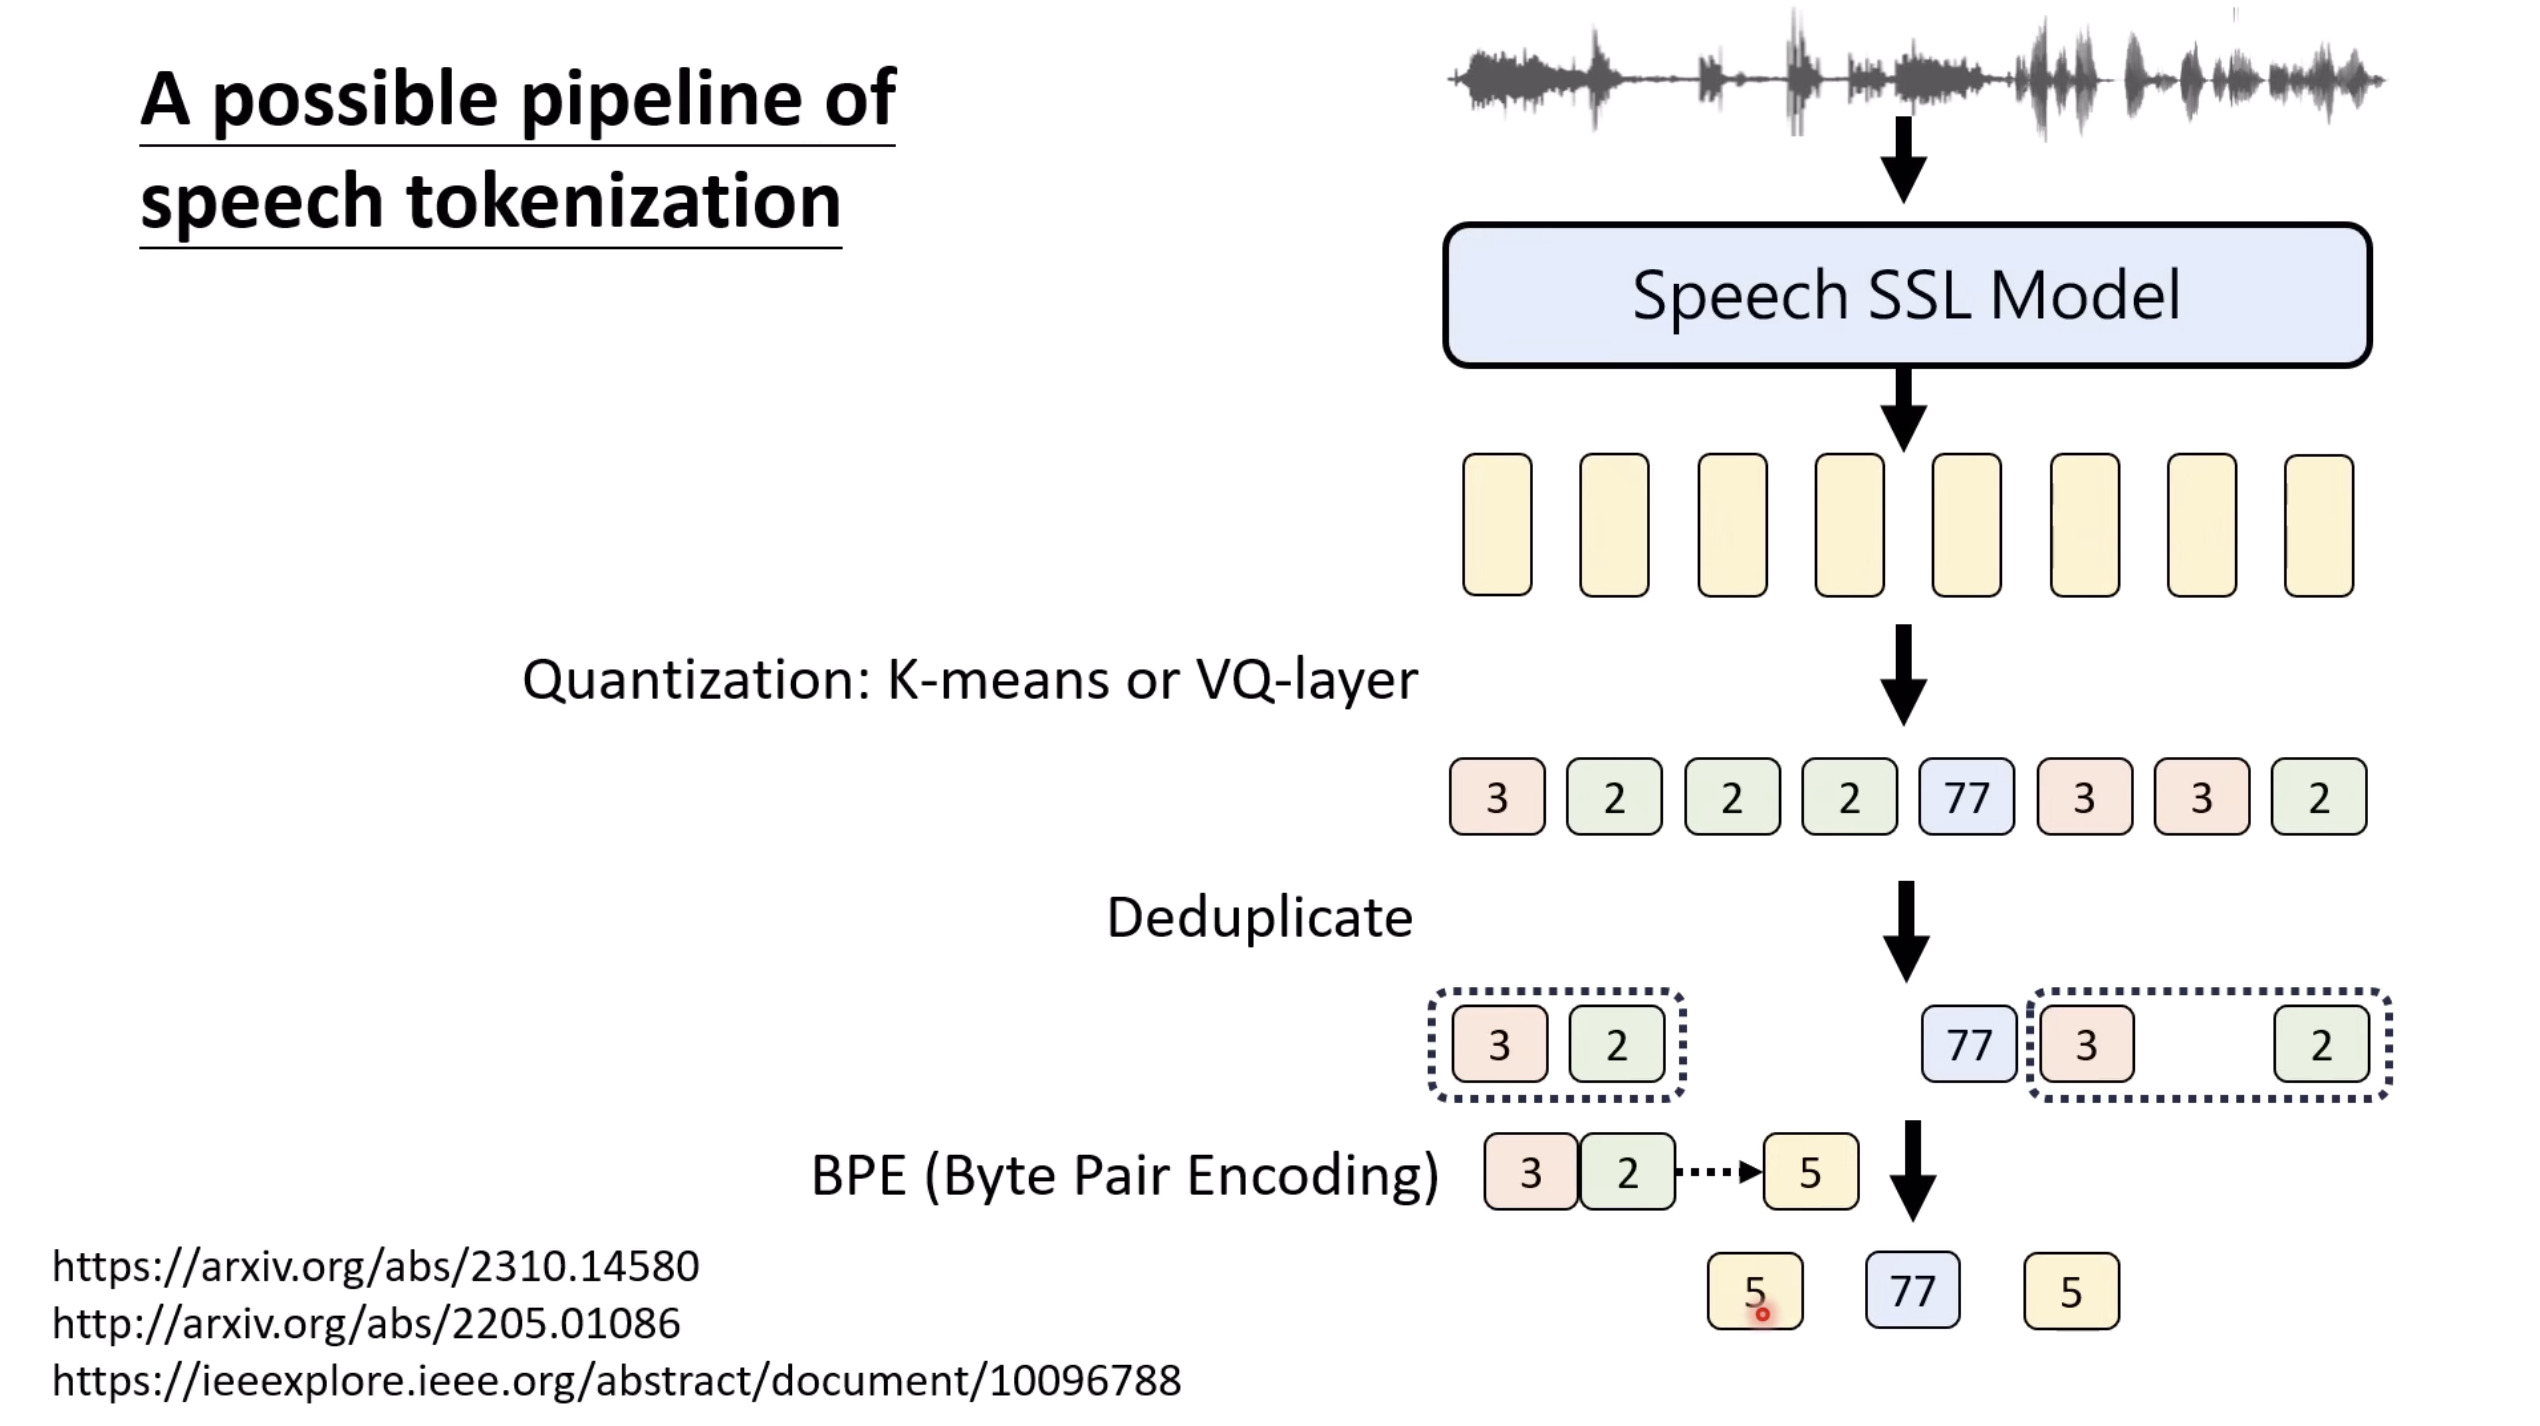 A possible pipeline of
speech tokenization
Speech SSL Model
Quantization: K-means or VQ-layer
3 2 2 2 77 3 3 2
Deduplicate
3 2 77 3 2
BPE (Byte Pair Encoding) 3 2 5
5 77 5
https://arxiv.org/abs/2310.14580
http://arxiv.org/abs/2205.01086
https://ieeexplore.ieee.org/abstract/document/10096788